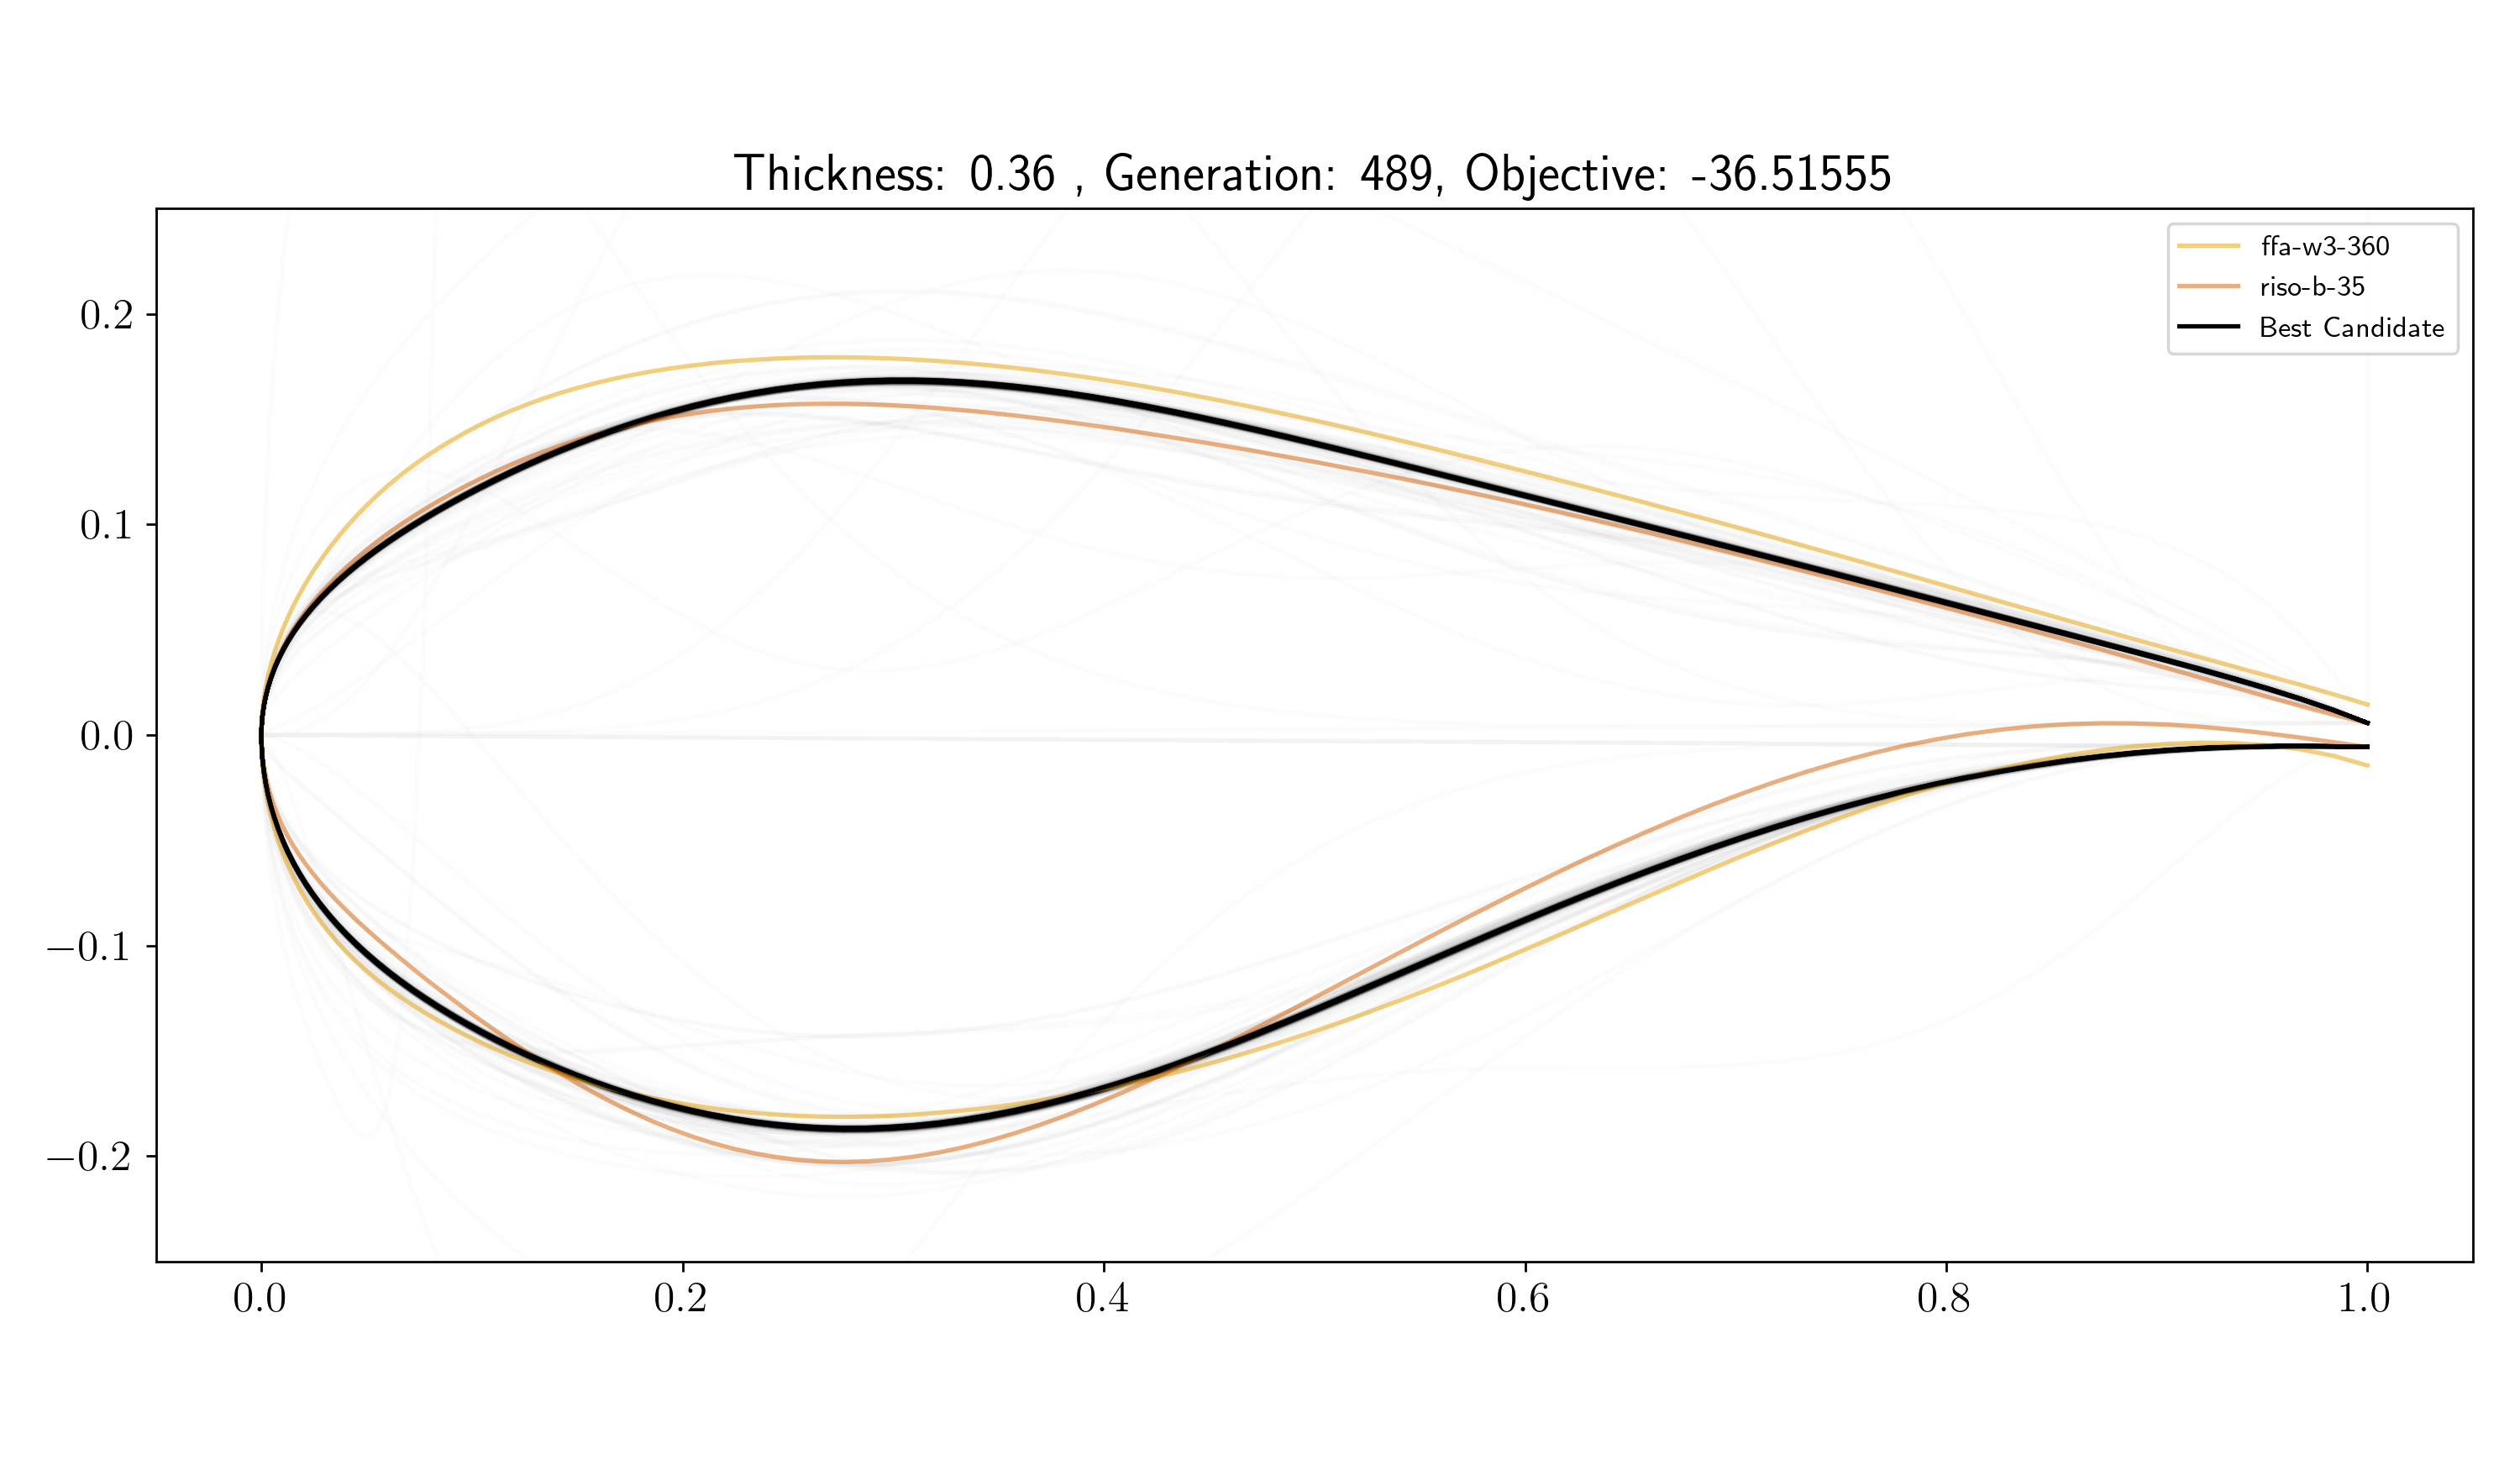 Thickness: 0.36 , Generation: 489, Objective: -36.51555
ffa-w3-360
riso-b-35
Best Candidate
0.2
0.1
0.0
−0.1
−0.2
0.0 0.2 0.4 0.6 0.8 1.0